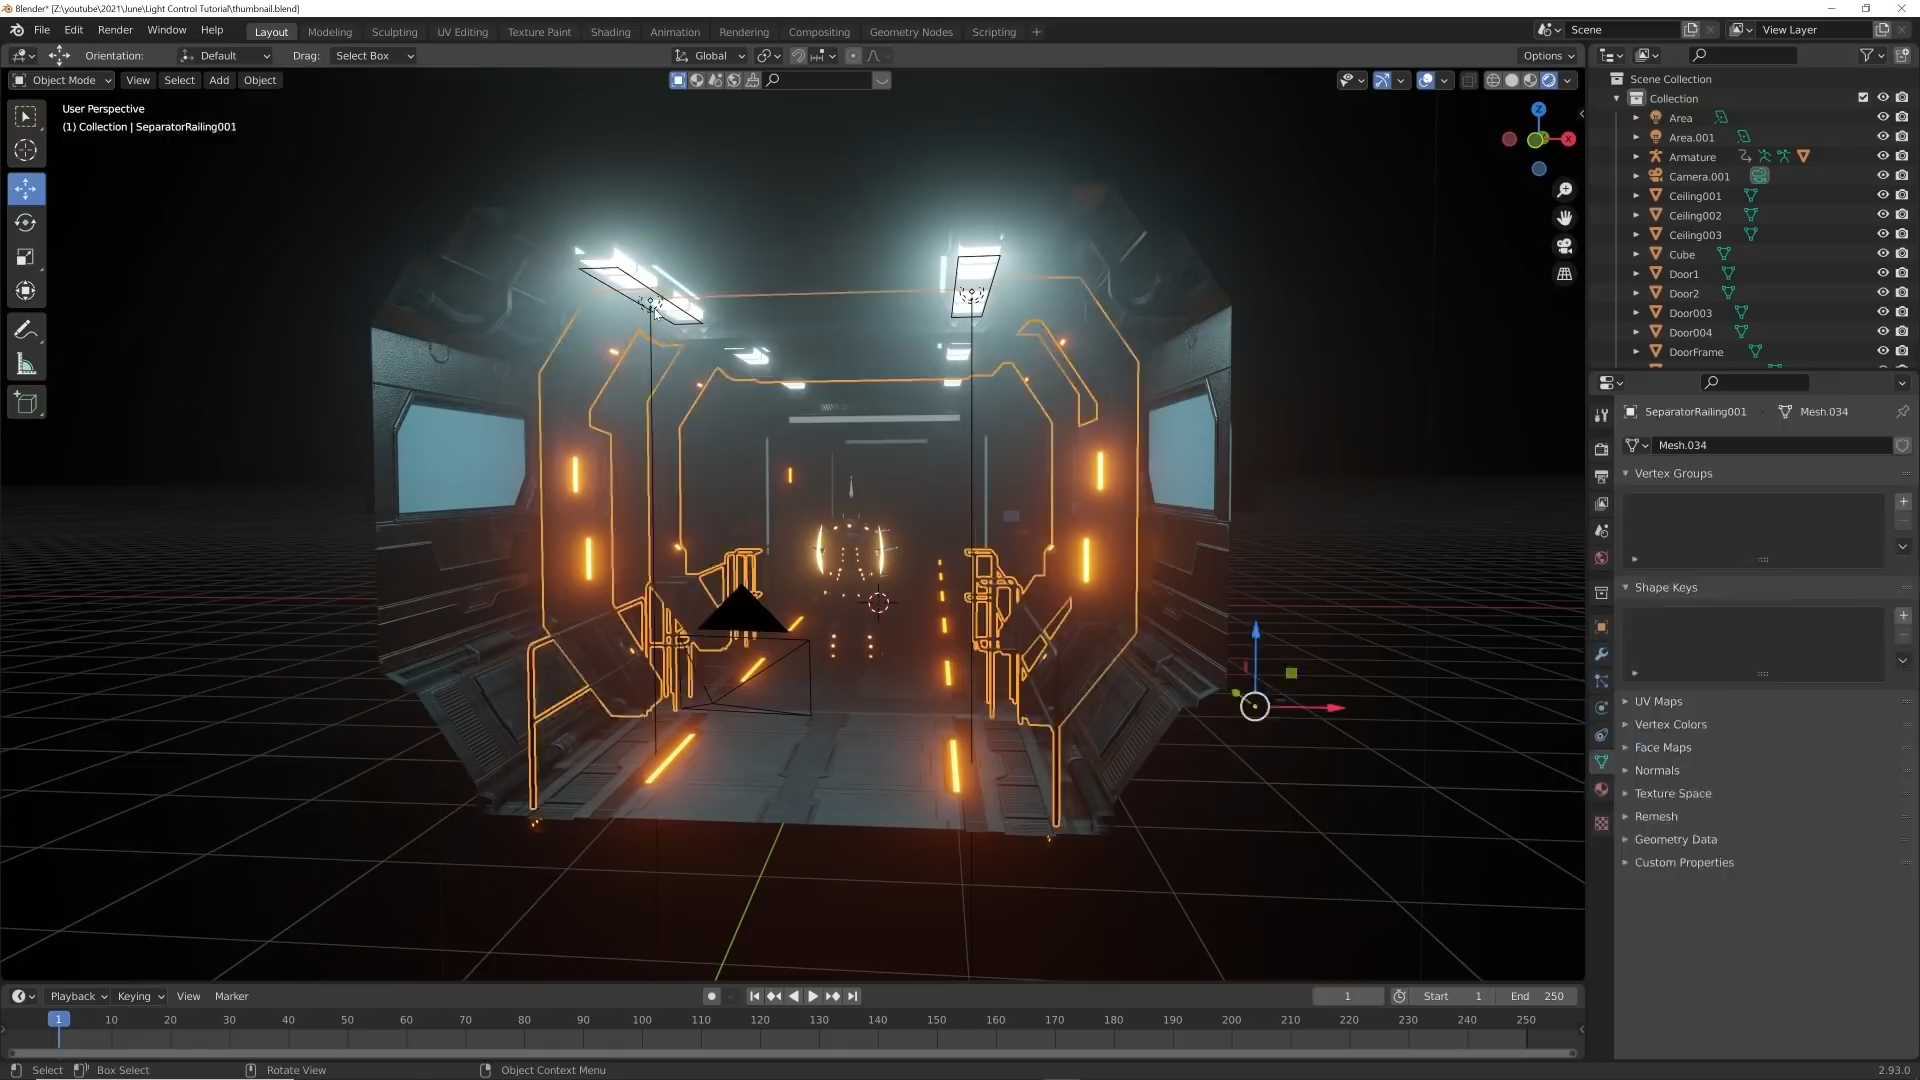 Blender* [Z:\youtube\2021\June\Light Control Tutorial\thumbnail.blend]
File Edit Render Window Help Layout Modeling Sculpting UV Editing Texture Paint Shading Animation Rendering Compositing Geometry Nodes Scripting + Scene View Layer
Orientation: Default Drag: Select Box Global Options
Object Mode View Select Add Object
User Perspective
(1) Collection | SeparatorRailing001
Z
X
Scene Collection
Collection
Area
Area.001
Armature
Camera.001
Ceiling001
Ceiling002
Ceiling003
Cube
Door1
Door2
Door003
Door004
DoorFrame
SeparatorRailing001 Mesh.034
Mesh.034
Vertex Groups
Shape Keys
UV Maps
Vertex Colors
Face Maps
Normals
Texture Space
Remesh
Geometry Data
Custom Properties
Playback Keying View Marker 1 Start 1 End 250
1 10 20 30 40 50 60 70 80 90 100 110 120 130 140 150 160 170 180 190 200 210 220 230 240 250
Select Box Select Rotate View Object Context Menu 2.93.0